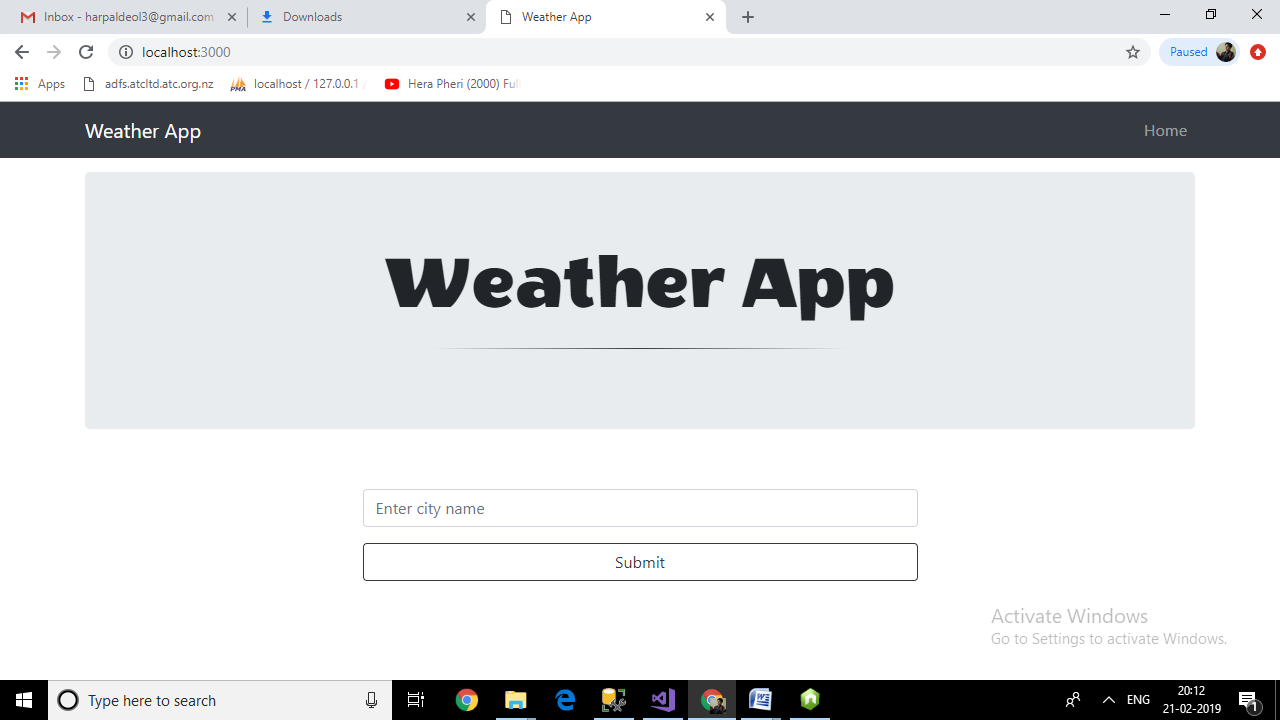 Inbox - harpaldeol3@gmail.com
Downloads
Weather App
localhost:3000
Paused
Apps
adfs.atcltd.atc.org.nz
localhost / 127.0.0.1 /
Hera Pheri (2000) Full
Weather App
Home
Weather App
Enter city name
Submit
Activate Windows
Go to Settings to activate Windows.
Type here to search
ENG
20:12
21-02-2019
1